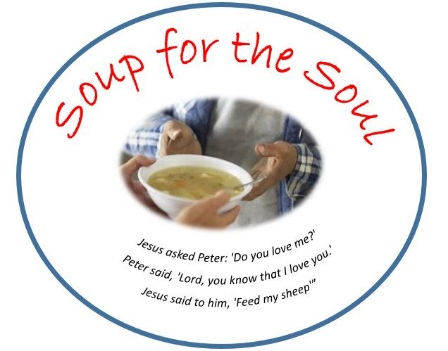 Soup for the Soul
Jesus asked Peter: 'Do you love me?'
Peter said, 'Lord, you know that I love you.'
Jesus said to him, 'Feed my sheep'"